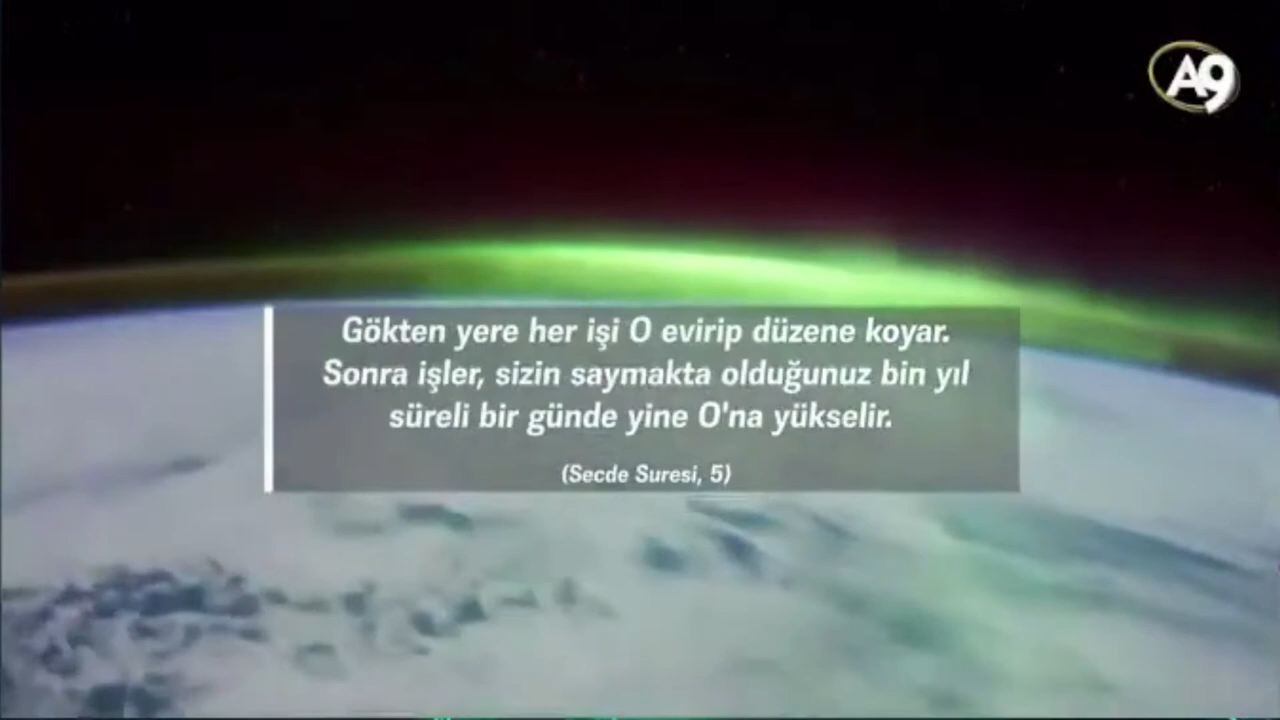 A9
Gökten yere her işi O evirip düzene koyar.
Sonra işler, sizin saymakta olduğunuz bin yıl
süreli bir günde yine O'na yükselir.
(Secde Suresi, 5)